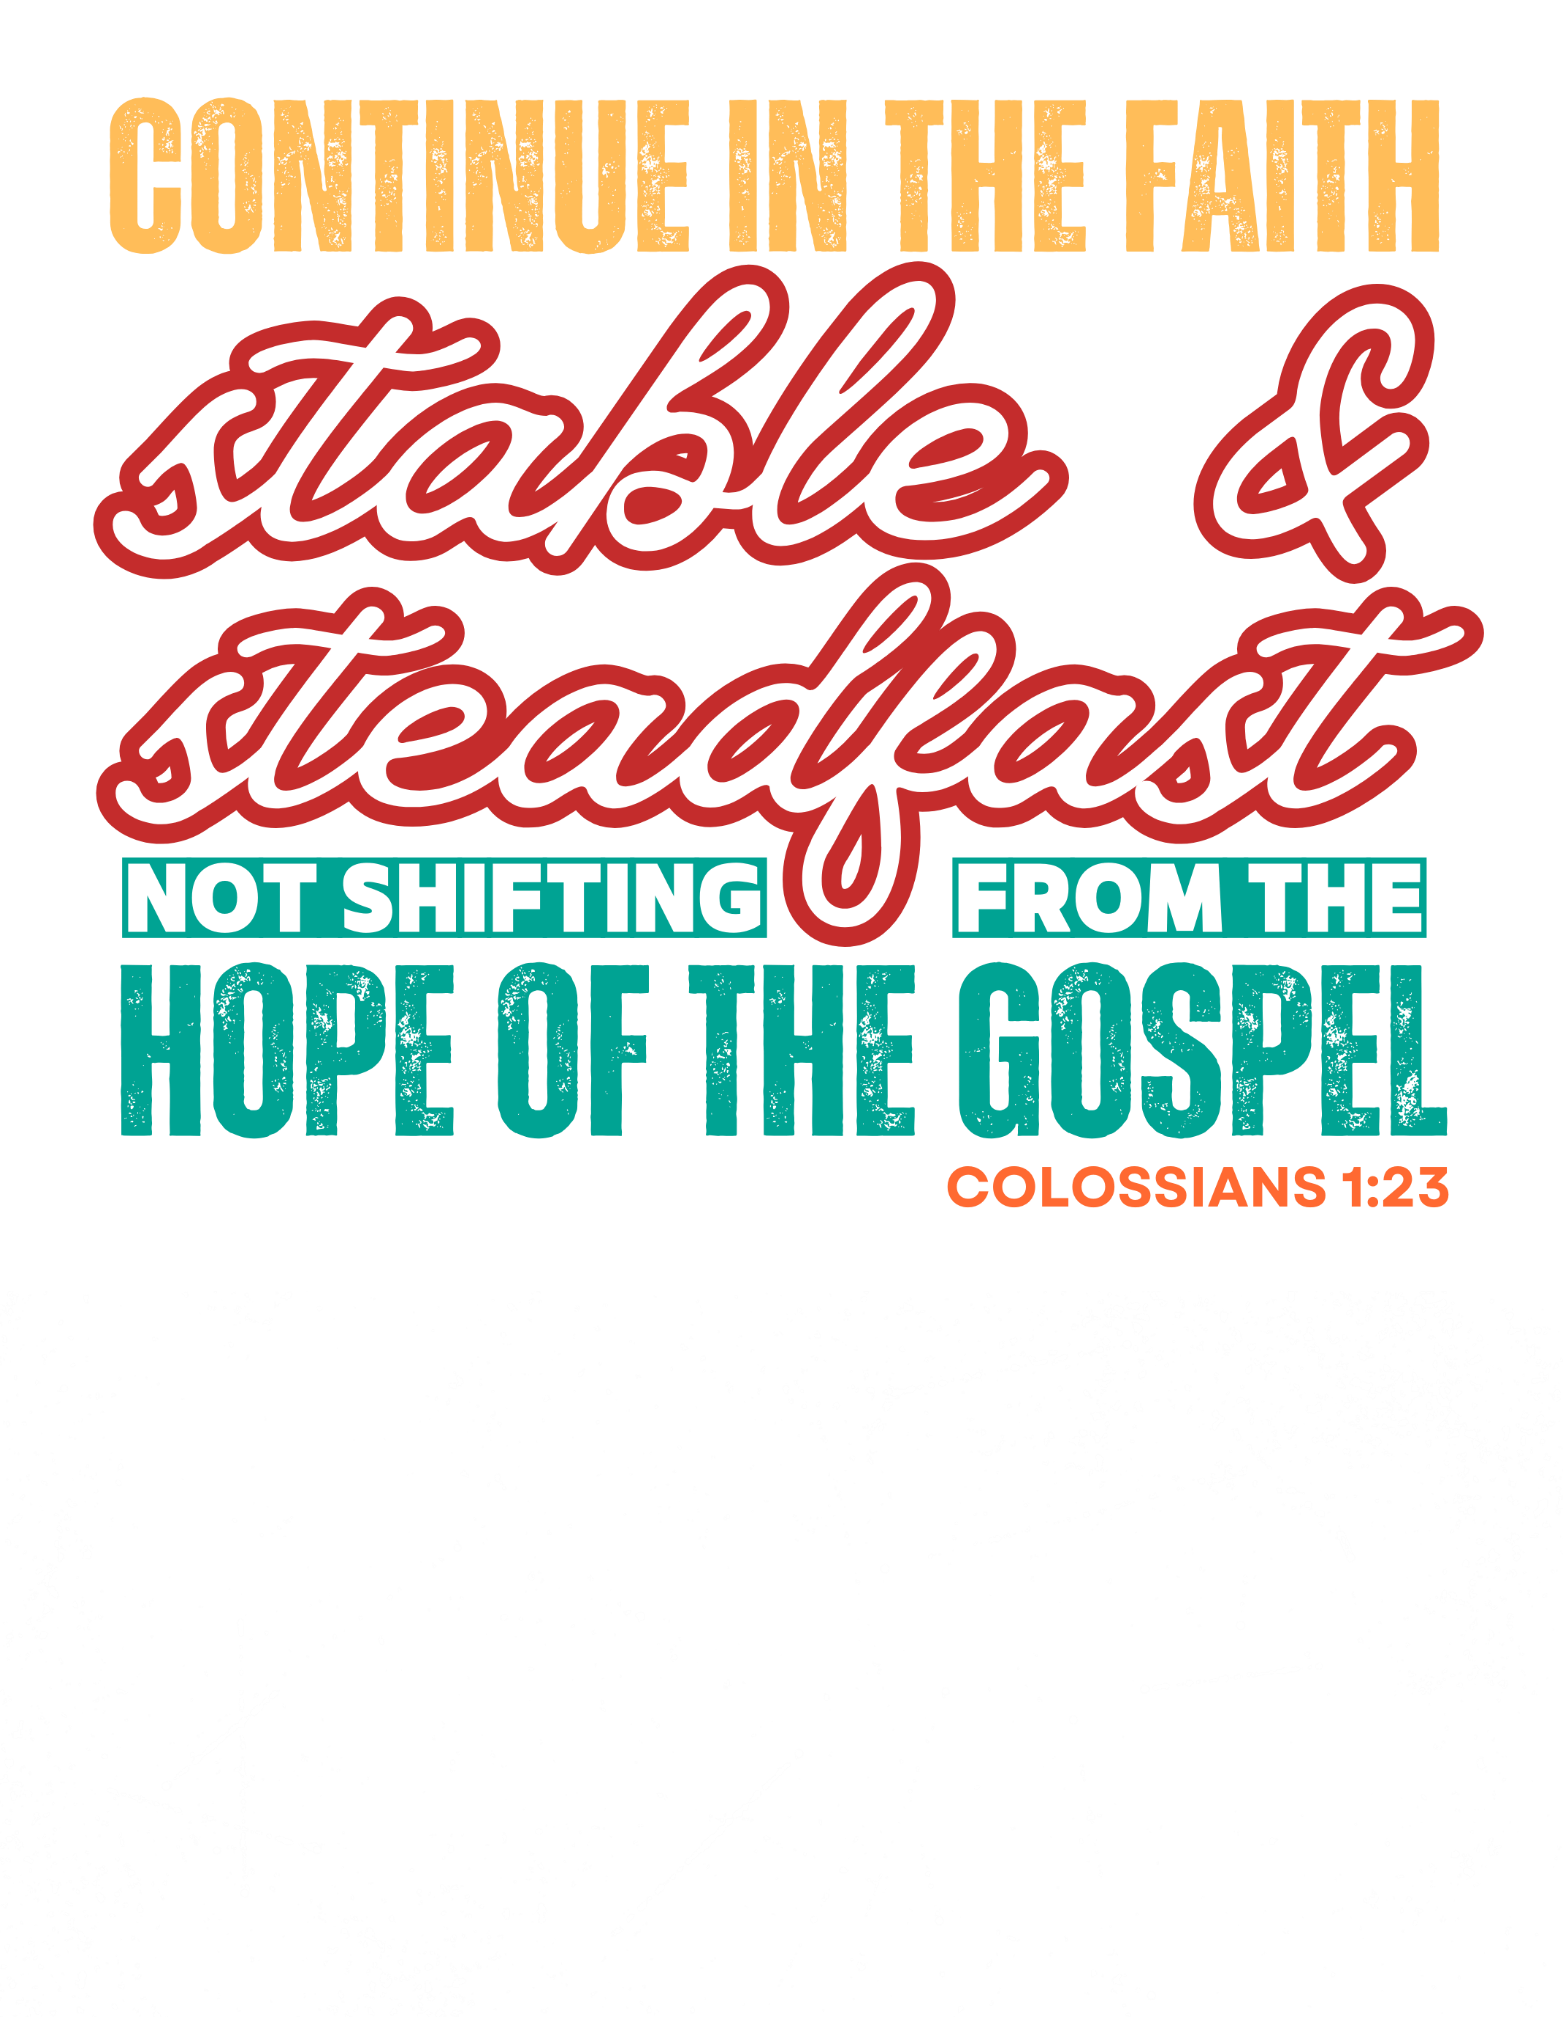 CONTINUE IN THE FAITH
stable &
steadfast
NOT SHIFTING FROM THE
HOPE OF THE GOSPEL
COLOSSIANS 1:23